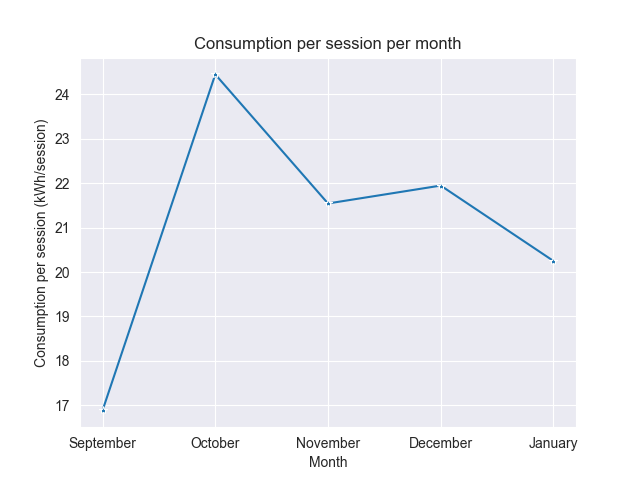 Consumption per session per month
Consumption per session (kWh/session)
24
23
22
21
20
19
18
17
September October November December January
Month